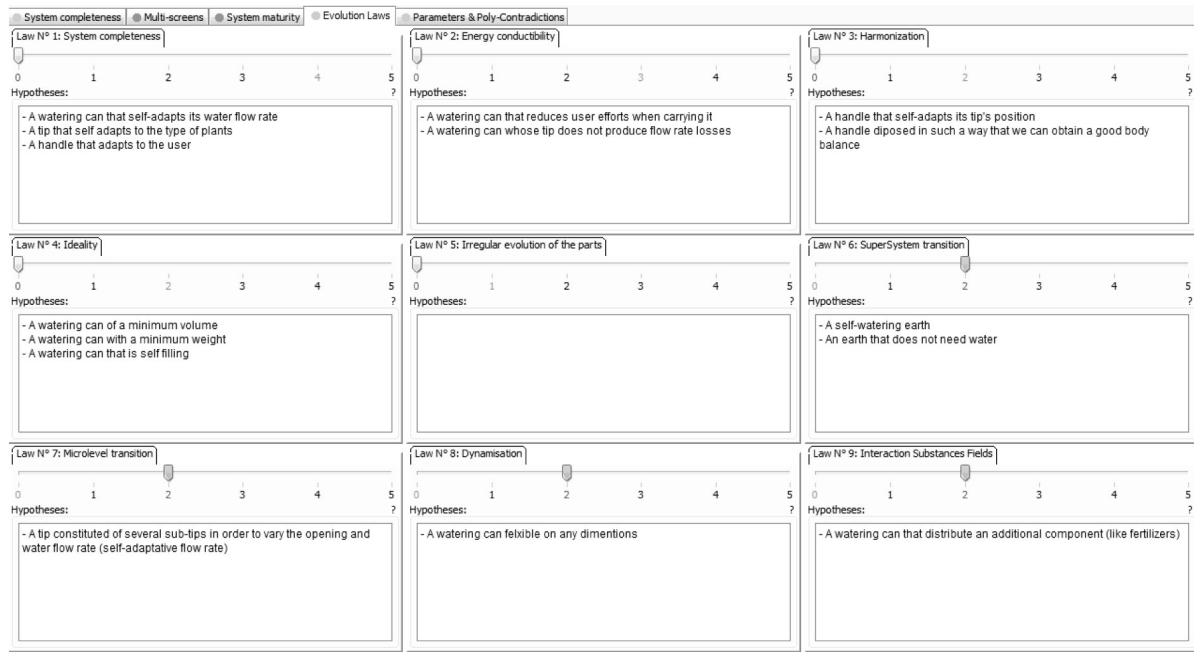 System completeness Multi-screens System maturity Evolution Laws Parameters & Poly-Contradictions
Law N° 1: System completeness
0 1 2 3 4 5
Hypotheses: ?
- A watering can that self-adapts its water flow rate
- A tip that self adapts to the type of plants
- A handle that adapts to the user
Law N° 2: Energy conductibility
0 1 2 3 4 5
Hypotheses: ?
- A watering can that reduces user efforts when carrying it
- A watering can whose tip does not produce flow rate losses
Law N° 3: Harmonization
0 1 2 3 4 5
Hypotheses: ?
- A handle that self-adapts its tip's position
- A handle diposed in such a way that we can obtain a good body
balance
Law N° 4: Ideality
0 1 2 3 4 5
Hypotheses: ?
- A watering can of a minimum volume
- A watering can with a minimum weight
- A watering can that is self filling
Law N° 5: Irregular evolution of the parts
0 1 2 3 4 5
Hypotheses: ?
Law N° 6: SuperSystem transition
0 1 2 3 4 5
Hypotheses: ?
- A self-watering earth
- An earth that does not need water
Law N° 7: Microlevel transition
0 1 2 3 4 5
Hypotheses: ?
- A tip constituted of several sub-tips in order to vary the opening and
water flow rate (self-adaptative flow rate)
Law N° 8: Dynamisation
0 1 2 3 4 5
Hypotheses: ?
- A watering can felxible on any dimentions
Law N° 9: Interaction Substances Fields
0 1 2 3 4 5
Hypotheses: ?
- A watering can that distribute an additional component (like fertilizers)